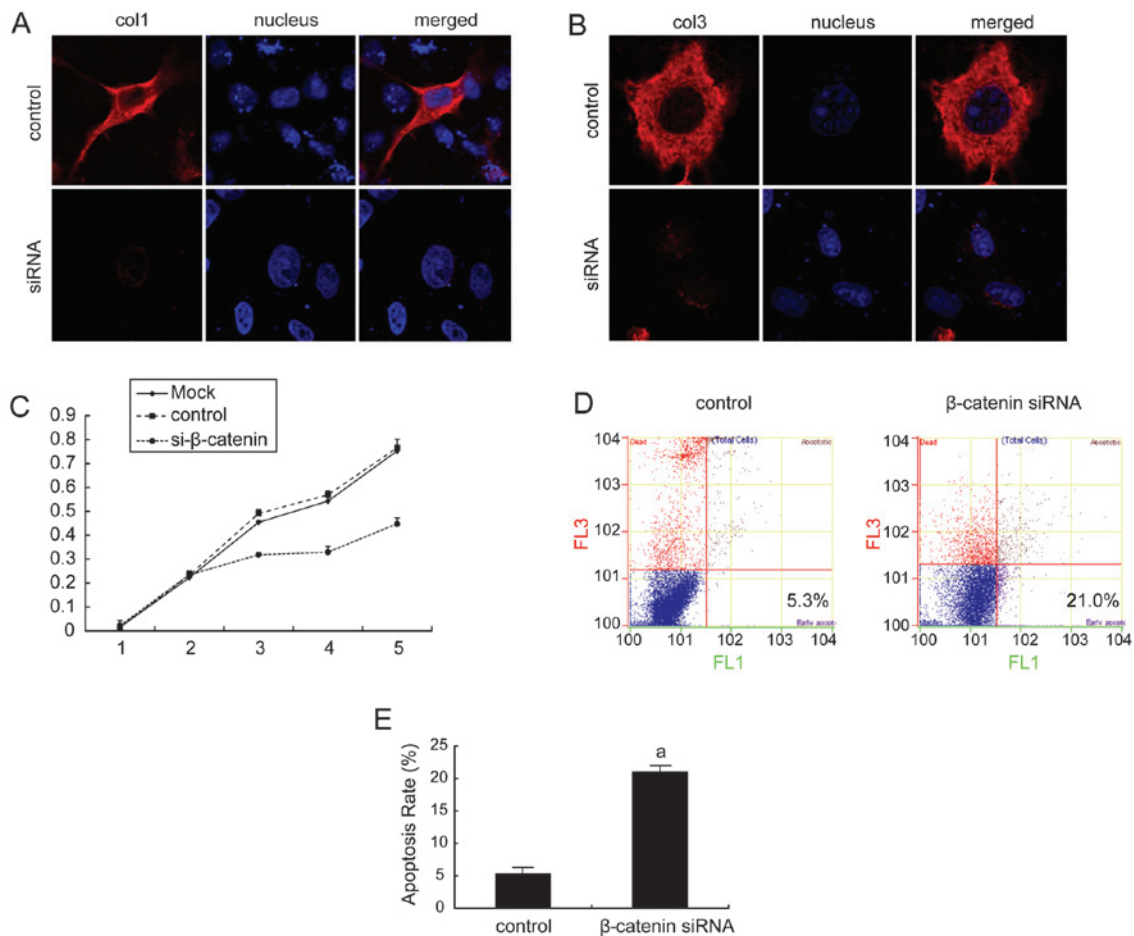 A
col1 nucleus merged
control
siRNA
B
col3 nucleus merged
control
siRNA
C
Mock
control
si-β-catenin
0.9
0.8
0.7
0.6
0.5
0.4
0.3
0.2
0.1
0
1 2 3 4 5
D
control
Dead (Total Cells) Apoptotic
104
103
102
101
100
FL3
5.3%
Early apopto
100 101 102 103 104
FL1
β-catenin siRNA
Dead (Total Cells) Apoptotic
104
103
102
101
100
FL3
21.0%
Early apopto
100 101 102 103 104
FL1
E
a
25
20
15
10
5
0
Apoptosis Rate (%)
control β-catenin siRNA